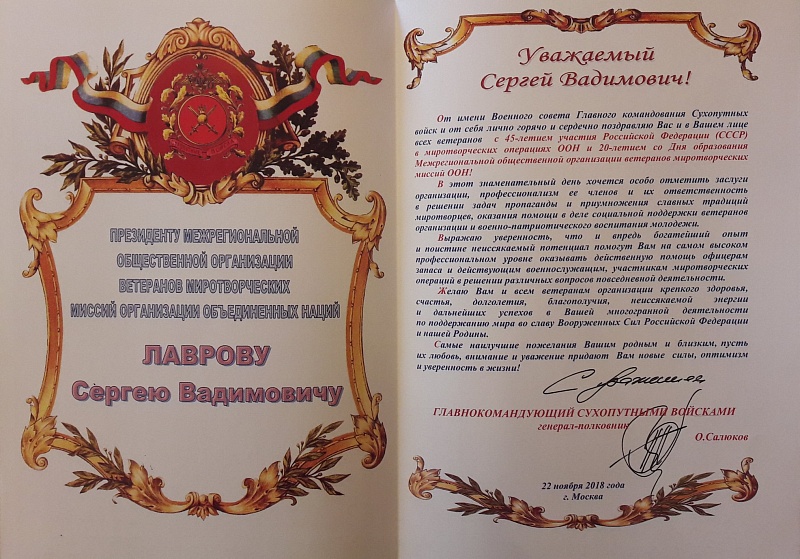 ПРЕЗИДЕНТУ МЕЖРЕГИОНАЛЬНОЙ
ОБЩЕСТВЕННОЙ ОРГАНИЗАЦИИ
ВЕТЕРАНОВ МИРОТВОРЧЕСКИХ
МИССИЙ ОРГАНИЗАЦИИ ОБЪЕДИНЕННЫХ НАЦИЙ
ЛАВРОВУ
Сергею Вадимовичу
Уважаемый
Сергей Вадимович!
От имени Военного совета Главного командования Сухопутных
войск и от себя лично горячо и сердечно поздравляю Вас и в Вашем лице
всех ветеранов с 45-летием участия Российской Федерации (СССР)
в миротворческих операциях ООН и 20-летием со Дня образования
Межрегиональной общественной организации ветеранов миротворческих
миссий ООН!
В этот знаменательный день хочется особо отметить заслуги
организации, профессионализм ее членов и их ответственность
в решении задач пропаганды и приумножения славных традиций
миротворцев, оказания помощи в деле социальной поддержки ветеранов
организации и военно-патриотического воспитания молодежи.
Выражаю уверенность, что и впредь богатейший опыт
и поистине неиссякаемый потенциал помогут Вам на самом высоком
профессиональном уровне оказывать действенную помощь офицерам
запаса и действующим военнослужащим, участникам миротворческих
операций в решении различных вопросов повседневной деятельности.
Желаю Вам и всем ветеранам организации крепкого здоровья,
счастья, долголетия, благополучия, неиссякаемой энергии
и дальнейших успехов в Вашей многогранной деятельности
по поддержанию мира во славу Вооруженных Сил Российской Федерации
и нашей Родины.
Самые наилучшие пожелания Вашим родным и близким, пусть
их любовь, внимание и уважение придают Вам новые силы, оптимизм
и уверенность в жизни!
С уважением
ГЛАВНОКОМАНДУЮЩИЙ СУХОПУТНЫМИ ВОЙСКАМИ
генерал-полковник
О.Салюков
22 ноября 2018 года
г. Москва